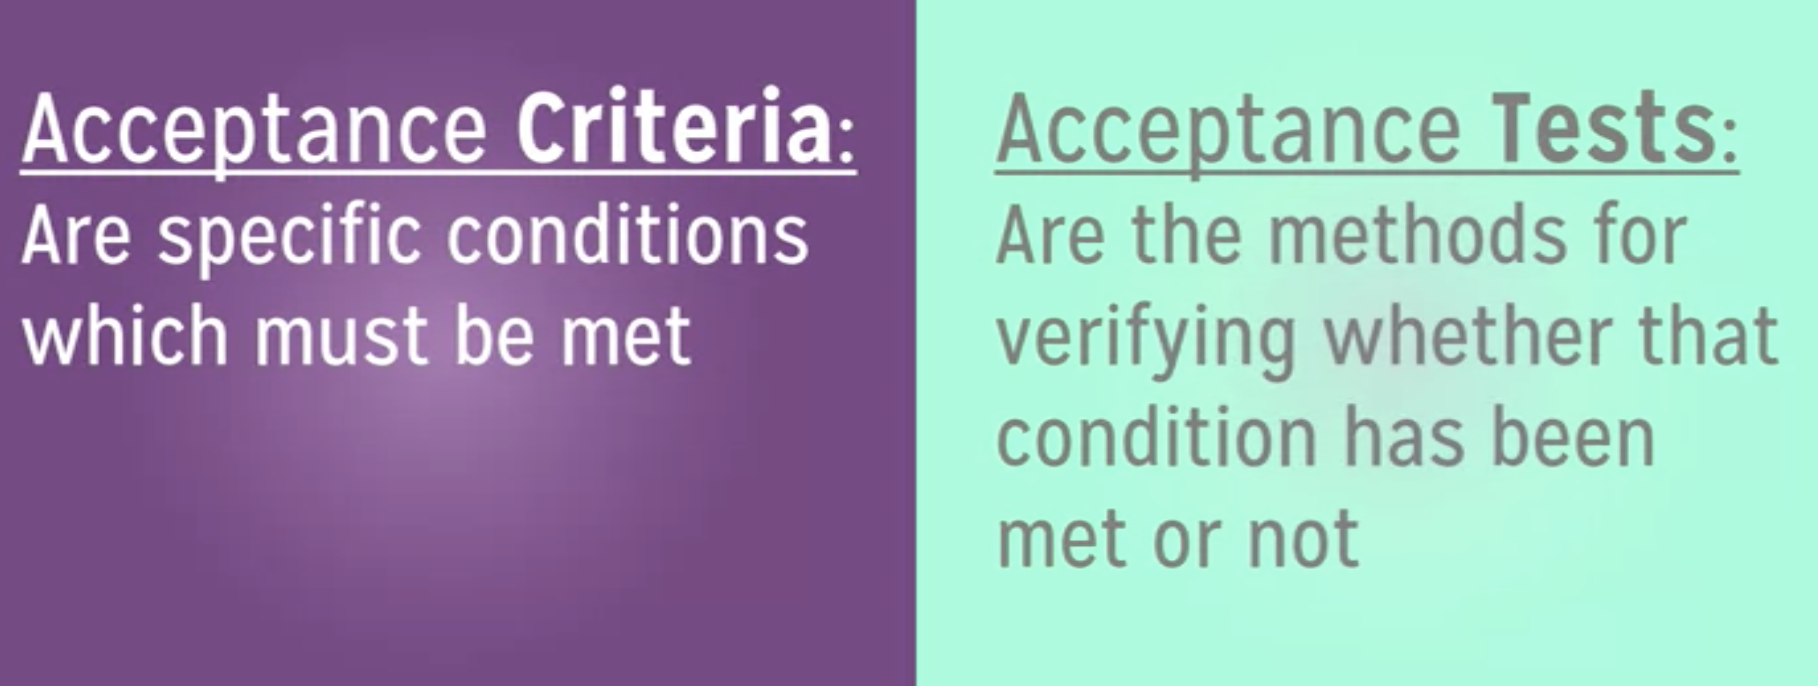 Acceptance Criteria:
Are specific conditions
which must be met
Acceptance Tests:
Are the methods for
verifying whether that
condition has been
met or not